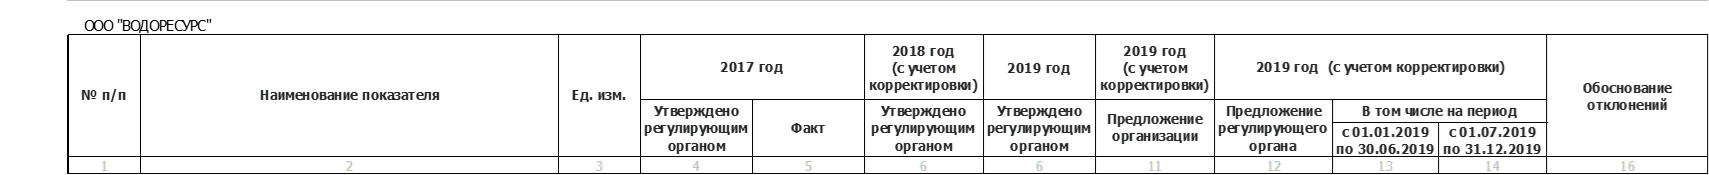 ООО "ВОДОРЕСУРС"
№ п/п
Наименование показателя
Ед. изм.
2017 год
2018 год
(с учетом
корректировки)
2019 год
2019 год
(с учетом
корректировки)
2019 год (с учетом корректировки)
Обоснование
отклонений
Утверждено
регулирующим
органом
Факт
Утверждено
регулирующим
органом
Утверждено
регулирующим
органом
Предложение
организации
Предложение
регулирующего
органа
В том числе на период
с 01.01.2019
по 30.06.2019
с 01.07.2019
по 31.12.2019
1 2 3 4 5 6 6 11 12 13 14 16